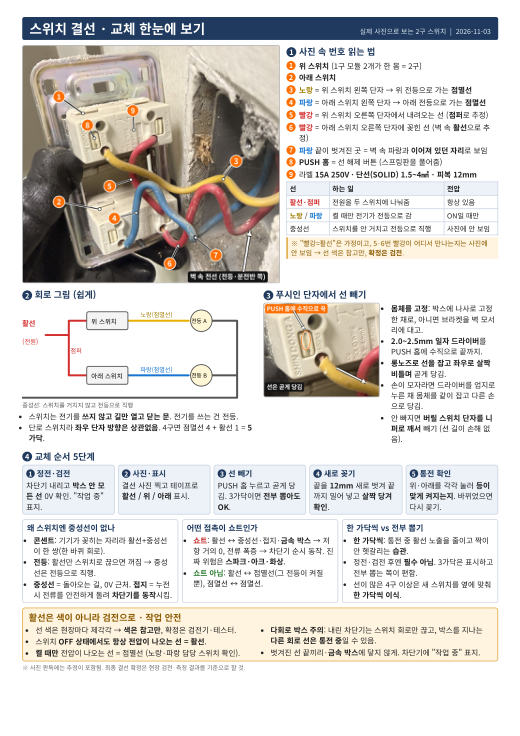 스위치 결선 · 교체 한눈에 보기
실제 사진으로 보는 2구 스위치 | 2026-11-03
1 사진 속 번호 읽는 법
1 위 스위치 (1구 모듈 2개가 한 몸 = 2구)
2 아래 스위치
3 노랑 = 위 스위치 왼쪽 단자 → 위 전등으로 가는 점멸선
4 파랑 = 아래 스위치 왼쪽 단자 → 아래 전등으로 가는 점멸선
5 빨강 = 위 스위치 오른쪽 단자에서 내려오는 선 (점퍼로 추정)
6 빨강 = 아래 스위치 오른쪽 단자에 꽂힌 선 (벽 속 활선으로 추
정)
7 파랑 끝이 벗겨진 곳 = 벽 속 파랑과 이어져 있던 자리로 보임
8 PUSH 홈 = 선 해제 버튼 (스프링판을 풀어줌)
9 라벨 15A 250V · 단선(SOLID) 1.5~4㎟ · 피복 12mm
선 하는 일 전압
활선·점퍼 전원을 두 스위치에 나눠줌 항상 있음
노랑 / 파랑 켤 때만 전기가 전등으로 감 ON일 때만
중성선 스위치를 안 거치고 전등으로 직행 사진에 안 보임
※ "빨강=활선"은 가정이고, 5·6번 빨강이 어디서 만나는지는 사진에
안 보임 → 선 색은 참고만, 확정은 검전.
1
9
8
3
5
2
4
6
7
벽 속 전선 (전등·분전반 쪽)
2 회로 그림 (쉽게)
활선
(전원)
위 스위치
노랑(점멸선)
전등 A
점퍼
아래 스위치
파랑(점멸선)
전등 B
중성선: 스위치를 거치지 않고 전등으로 직행
• 스위치는 전기를 쓰지 않고 길만 열고 닫는 문. 전기를 쓰는 건 전등.
• 단로 스위치라 좌우 단자 방향은 상관없음. 4구면 점멸선 4 + 활선 1 = 5
가닥.
3 푸시인 단자에서 선 빼기
PUSH 홈에 수직으로 꾹
선은 곧게 당김
• 몸체를 고정: 박스에 나사로 고정
한 채로, 아니면 브라켓을 벽 모서
리에 대고.
• 2.0~2.5mm 일자 드라이버를
PUSH 홈에 수직으로 끝까지.
• 롱노즈로 선을 잡고 좌우로 살짝
비틀며 곧게 당김.
• 손이 모자라면 드라이버를 엄지로
누른 채 몸체를 같이 잡고 다른 손
으로 당김.
• 안 빠지면 버릴 스위치 단자를 니
퍼로 깨서 빼기 (선 길이 손해 없
음).
4 교체 순서 5단계
1 정전·검전
차단기 내리고 박스 안 모
든 선 0V 확인. "작업 중"
표지.
2 사진·표시
결선 사진 찍고 테이프로
활선 / 위 / 아래 표시.
3 선 빼기
PUSH 홈 누르고 곧게 당
김. 3가닥이면 전부 뽑아도
OK.
4 새로 꽂기
끝을 12mm 새로 벗겨 끝
까지 밀어 넣고 살짝 당겨
확인.
5 통전 확인
위·아래를 각각 눌러 등이
맞게 켜지는지. 바뀌었으면
다시 꽂기.
왜 스위치엔 중성선이 없나
• 콘센트: 기기가 꽂히는 자리라 활선+중성선
이 한 쌍(한 바퀴 회로).
• 전등: 활선만 스위치로 끊으면 꺼짐 → 중성
선은 전등으로 직행.
• 중성선 = 돌아오는 길, 0V 근처. 접지 = 누전
시 전류를 안전하게 돌려 차단기를 동작시킴.
어떤 접촉이 쇼트인가
• 쇼트: 활선 ↔ 중성선·접지·금속 박스 → 저
항 거의 0, 전류 폭증 → 차단기 순시 동작. 진
짜 위험은 스파크·아크·화상.
• 쇼트 아님: 활선 ↔ 점멸선(그 전등이 켜질
뿐), 점멸선 ↔ 점멸선.
한 가닥씩 vs 전부 뽑기
• 한 가닥씩: 통전 중 활선 노출을 줄이고 짝이
안 헷갈리는 습관.
• 정전·검전 후엔 필수 아님. 3가닥은 표시하고
전부 뽑는 쪽이 편함.
• 선이 많은 4구 이상은 새 스위치를 옆에 맞춰
한 가닥씩 이식.
활선은 색이 아니라 검전으로 · 작업 안전
• 선 색은 현장마다 제각각 → 색은 참고만, 확정은 검전기·테스터.
• 스위치 OFF 상태에서도 항상 전압이 나오는 선 = 활선.
• 켤 때만 전압이 나오는 선 = 점멸선 (노랑·파랑 담당 스위치 확인).
• 다회로 박스 주의: 내린 차단기는 스위치 회로만 끊고, 박스를 지나는
다른 회로 선은 통전 중일 수 있음.
• 벗겨진 선 끝끼리·금속 박스에 닿지 않게. 차단기에 "작업 중" 표지.
※ 사진 판독에는 추정이 포함됨. 최종 결선 확정은 현장 검전·측정 결과를 기준으로 할 것.